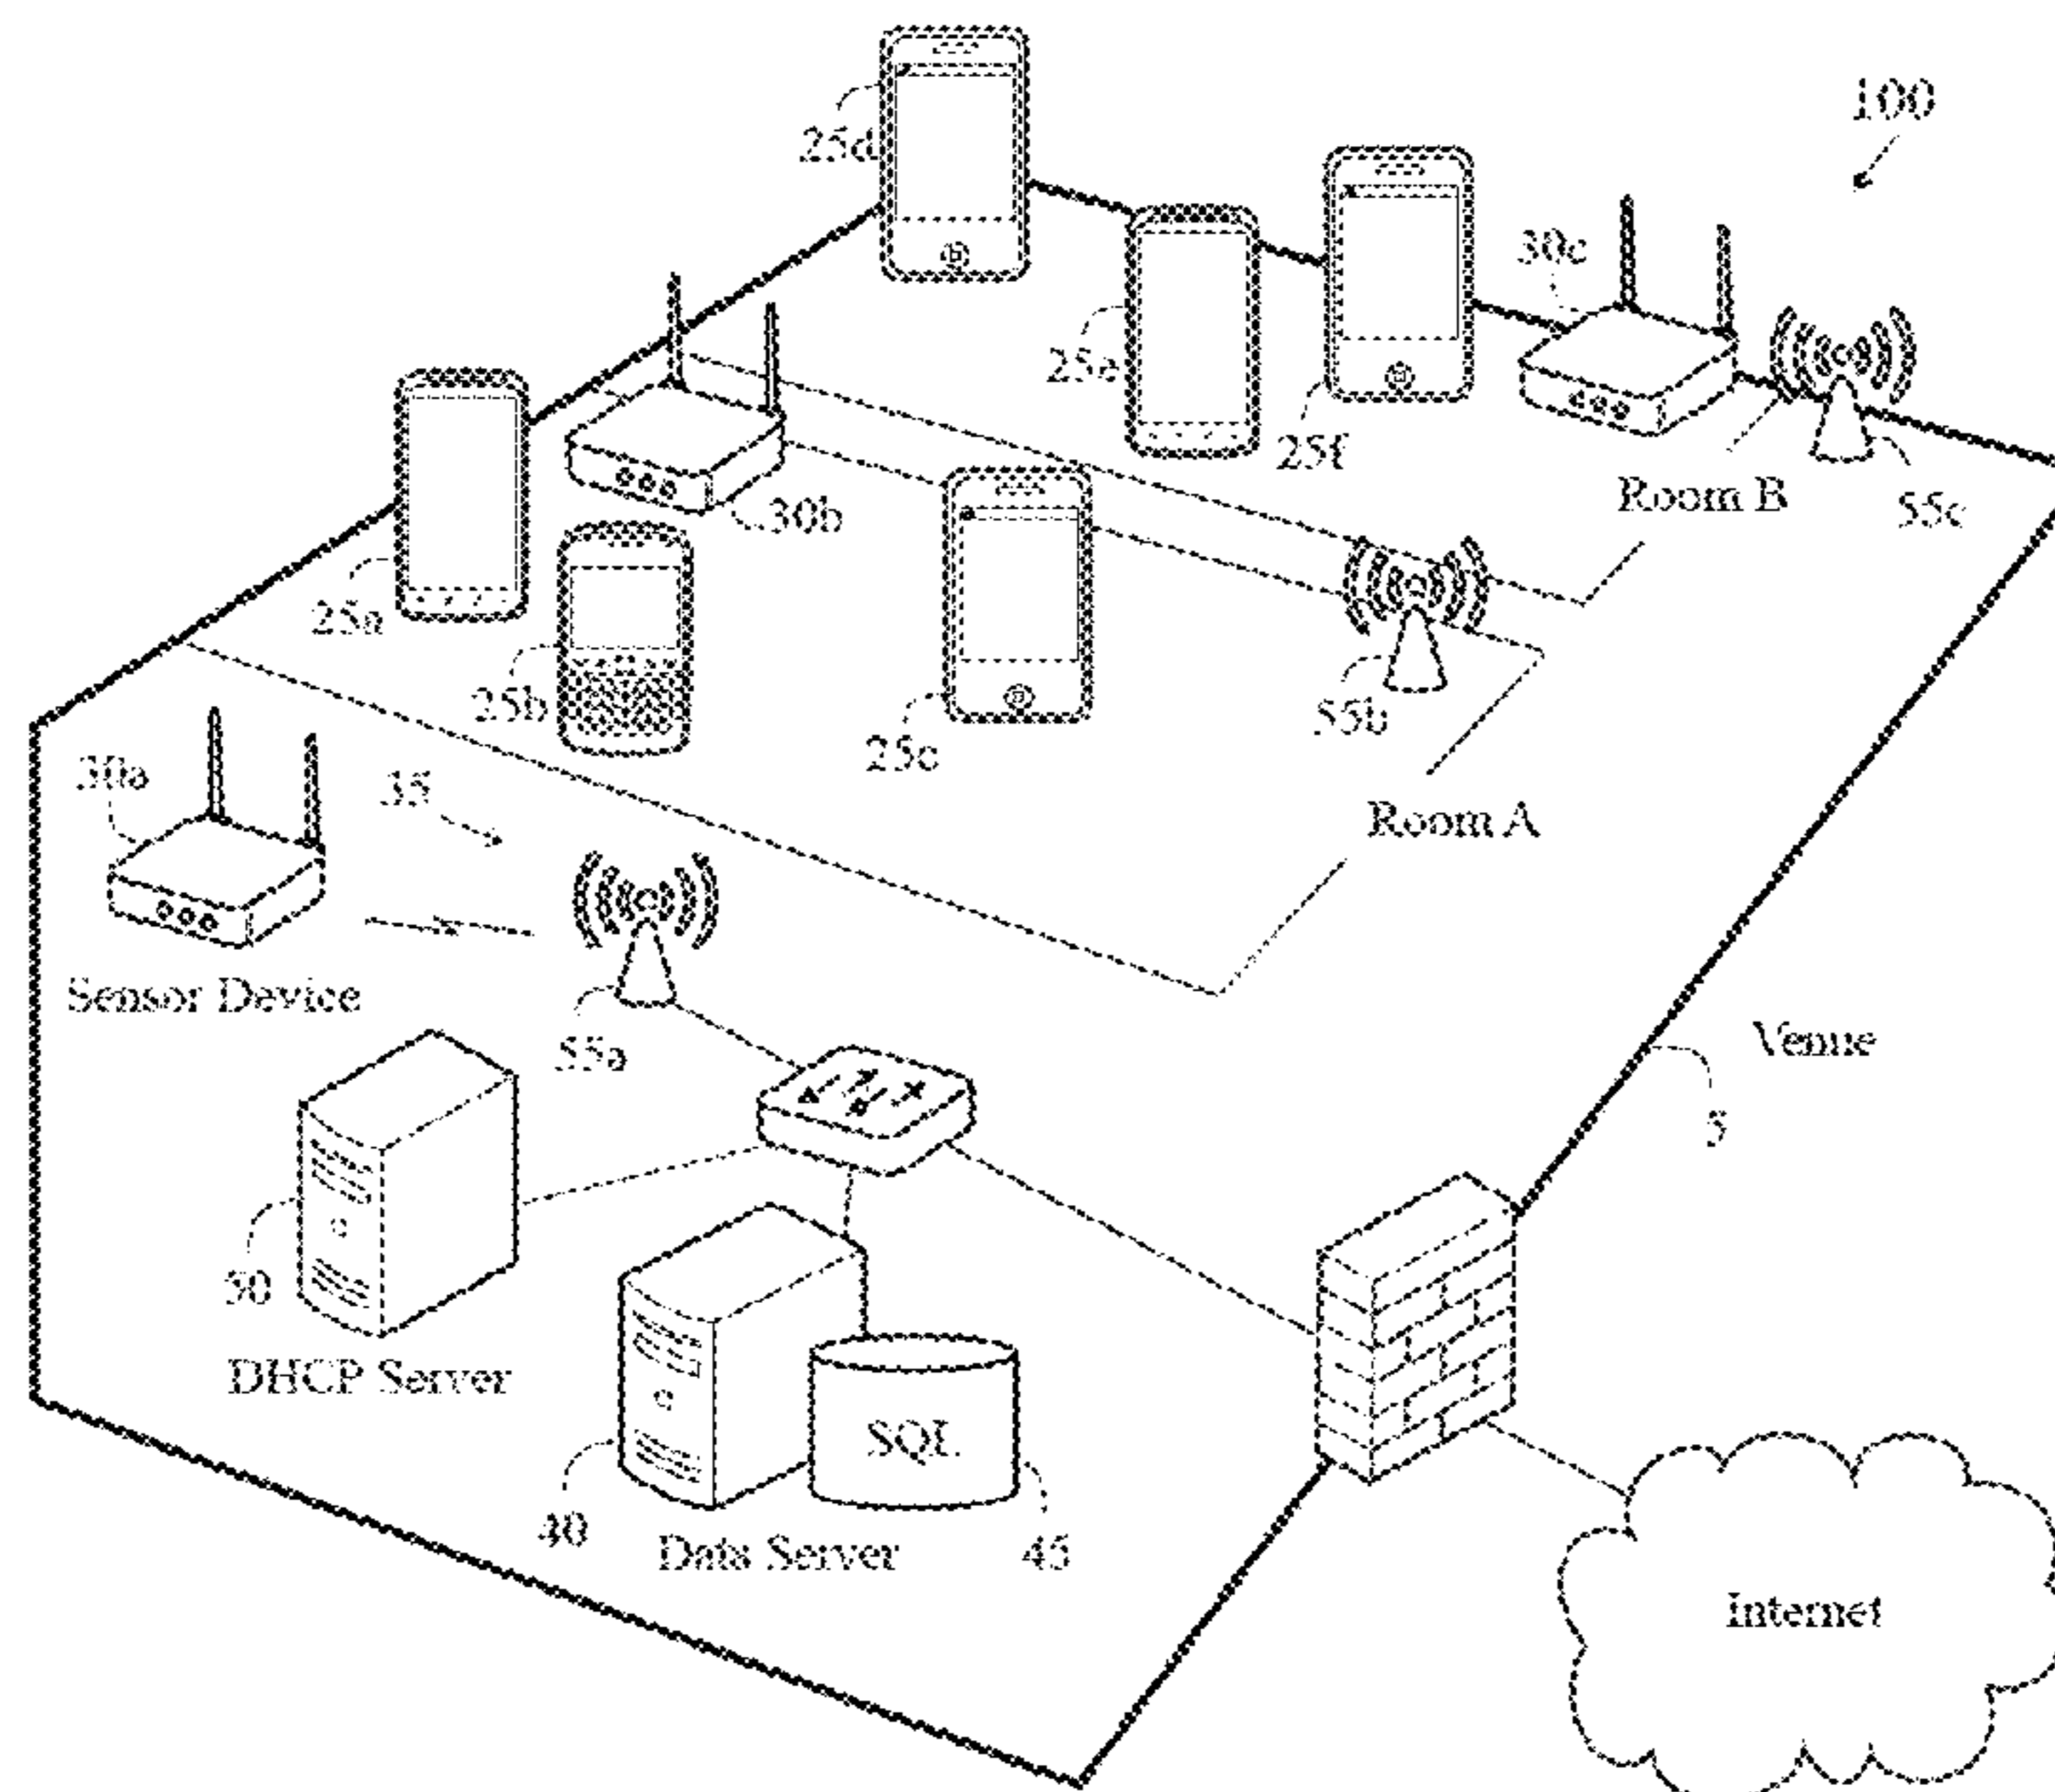 100
25d
30c
25e
25f
Room B
55c
30b
25a
25b
25c
55b
30a
35
Room A
Sensor Device
55a
Venue
5
50
DHCP Server
SQL
40
Data Server
45
Internet